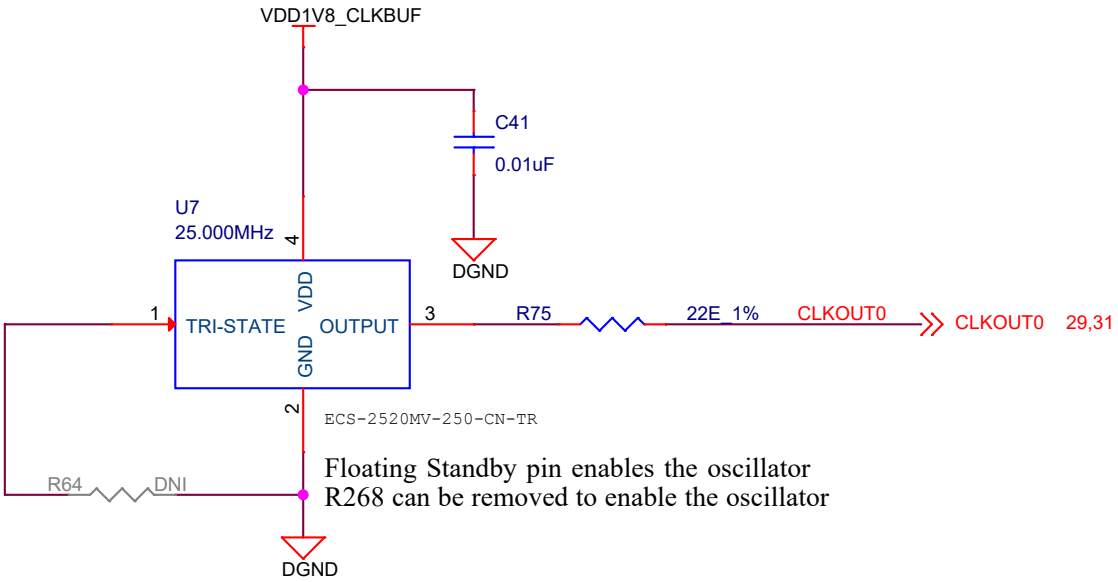 VDD1V8_CLKBUF
C41
0.01uF
DGND
U7
25.000MHz
4
VDD
1
TRI-STATE
OUTPUT
3
GND
2
R75
22E_1%
CLKOUT0
CLKOUT0 29,31
ECS-2520MV-250-CN-TR
Floating Standby pin enables the oscillator
R268 can be removed to enable the oscillator
R64
DNI
DGND